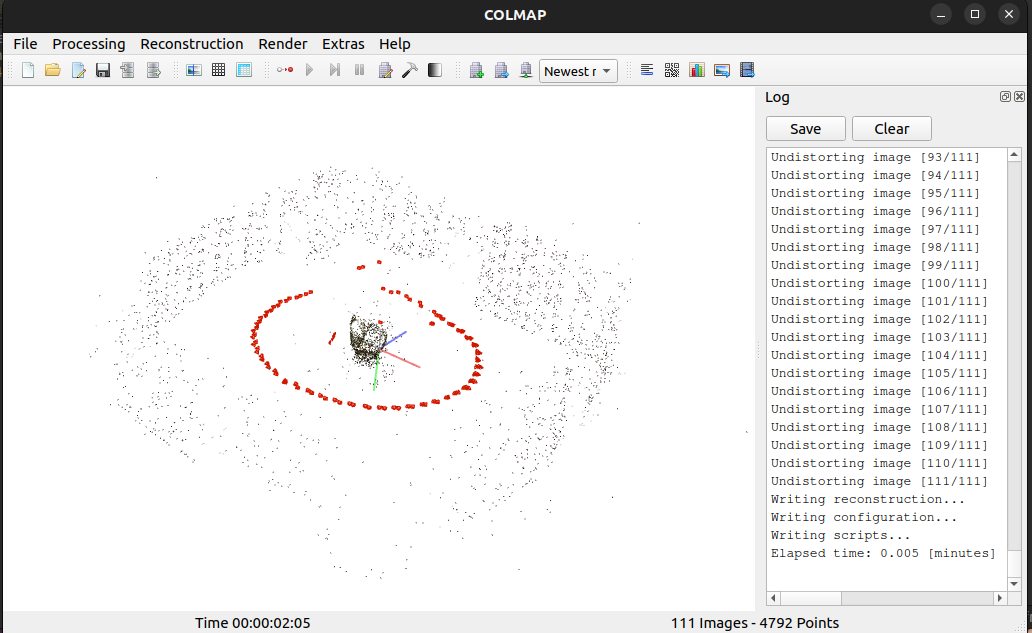 COLMAP
File Processing Reconstruction Render Extras Help
Newest r
Log
Save Clear
Undistorting image [93/111]
Undistorting image [94/111]
Undistorting image [95/111]
Undistorting image [96/111]
Undistorting image [97/111]
Undistorting image [98/111]
Undistorting image [99/111]
Undistorting image [100/111]
Undistorting image [101/111]
Undistorting image [102/111]
Undistorting image [103/111]
Undistorting image [104/111]
Undistorting image [105/111]
Undistorting image [106/111]
Undistorting image [107/111]
Undistorting image [108/111]
Undistorting image [109/111]
Undistorting image [110/111]
Undistorting image [111/111]
Writing reconstruction...
Writing configuration...
Writing scripts...
Elapsed time: 0.005 [minutes]
Time 00:00:02:05
111 Images - 4792 Points